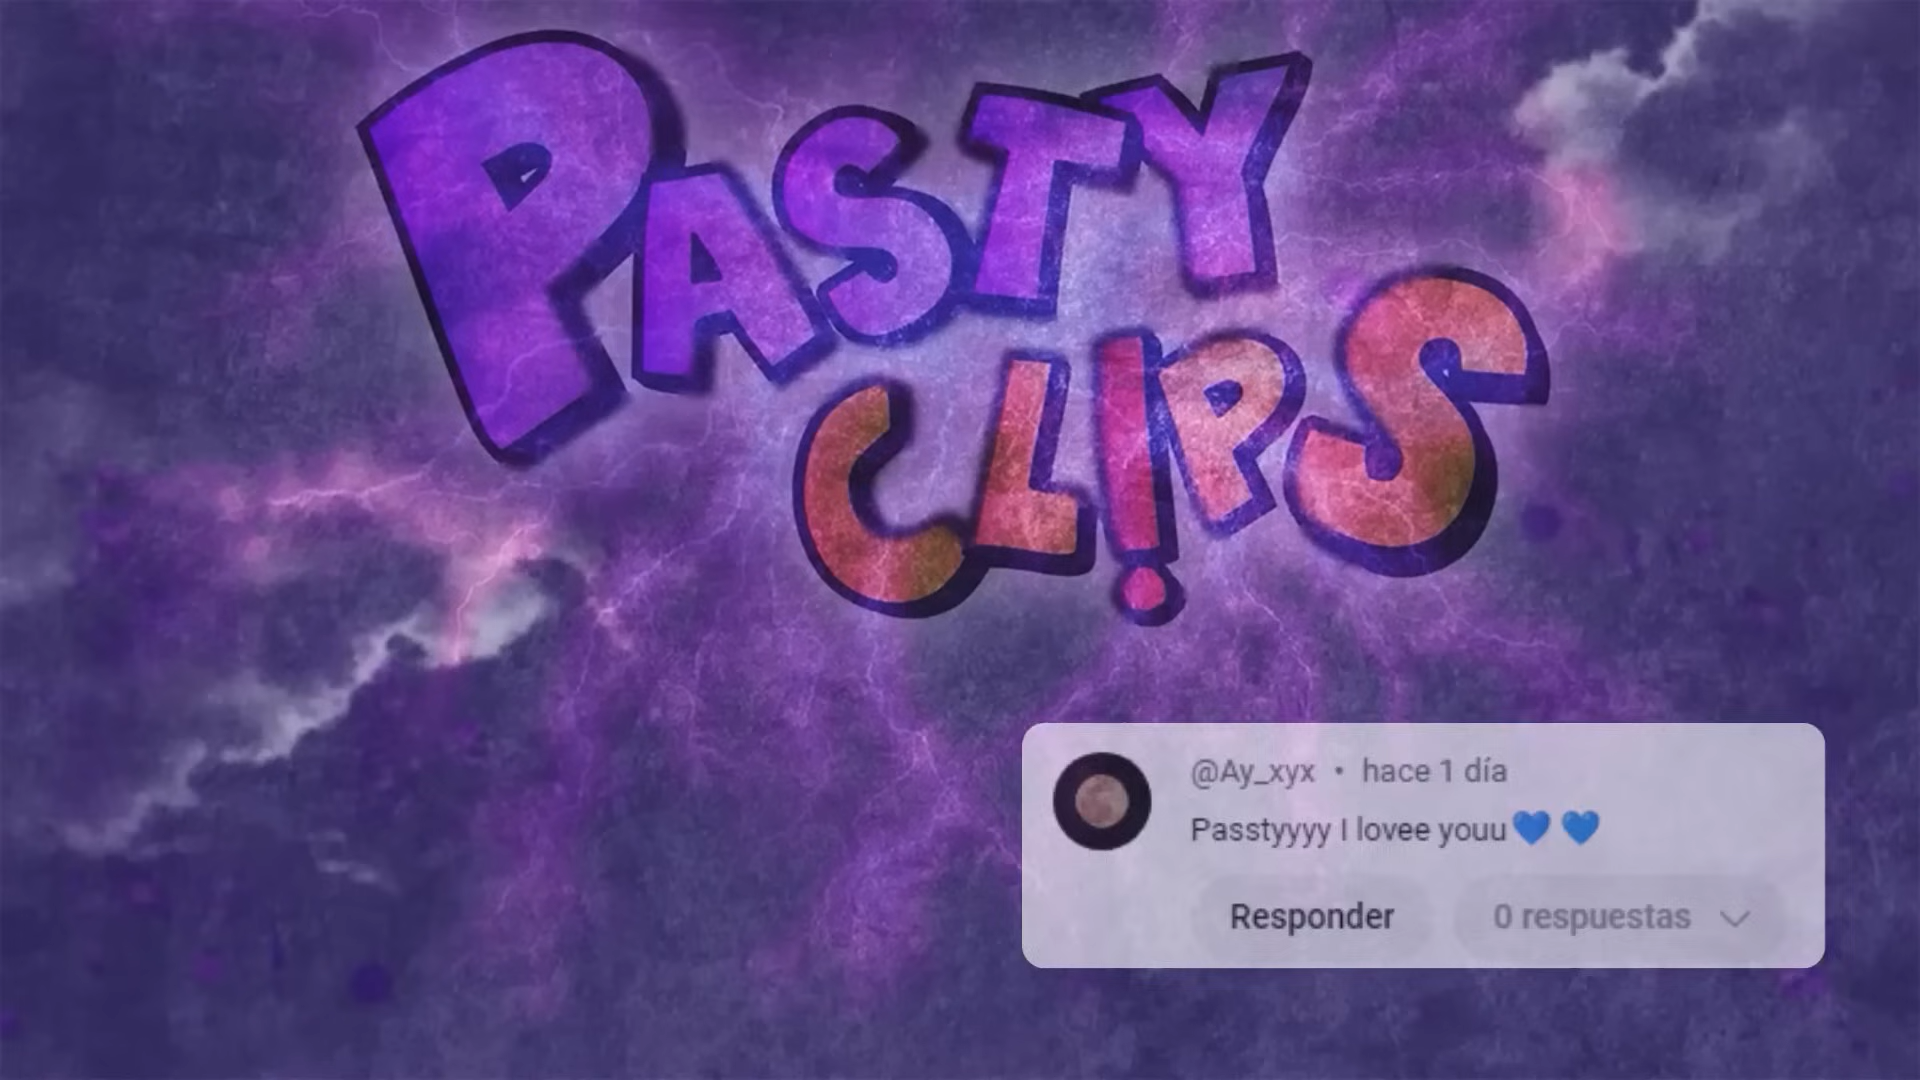 PASTY
CLIPS
@Ay_xyx • hace 1 día
Passtyyyy I lovee youu💙 💙
Responder
0 respuestas